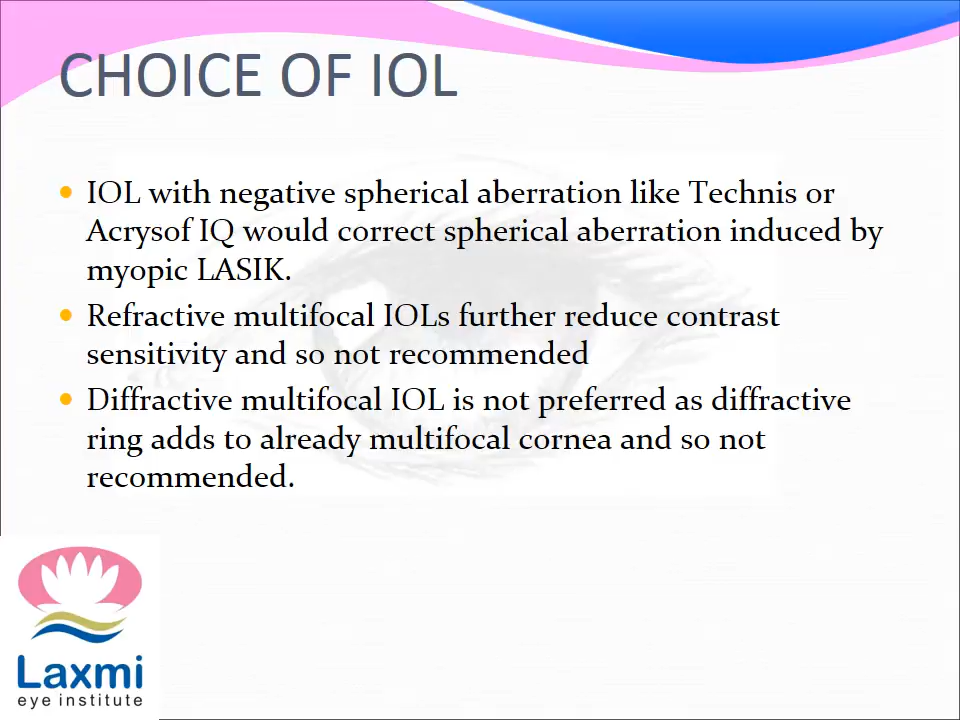 CHOICE OF IOL
IOL with negative spherical aberration like Technis or
Acrysof IQ would correct spherical aberration induced by
myopic LASIK.
Refractive multifocal IOLs further reduce contrast
sensitivity and so not recommended
Diffractive multifocal IOL is not preferred as diffractive
ring adds to already multifocal cornea and so not
recommended.
Laxmi
eye institute